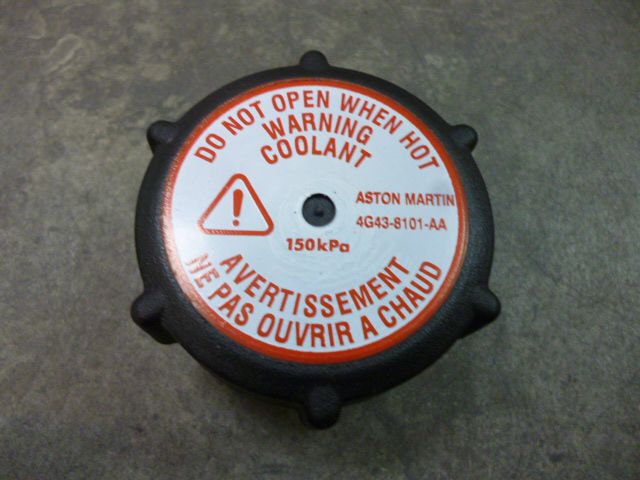 DO NOT OPEN WHEN HOT
WARNING
COOLANT
ASTON MARTIN
4G43-8101-AA
150kPa
AVERTISSEMENT
NE PAS OUVRIR A CHAUD